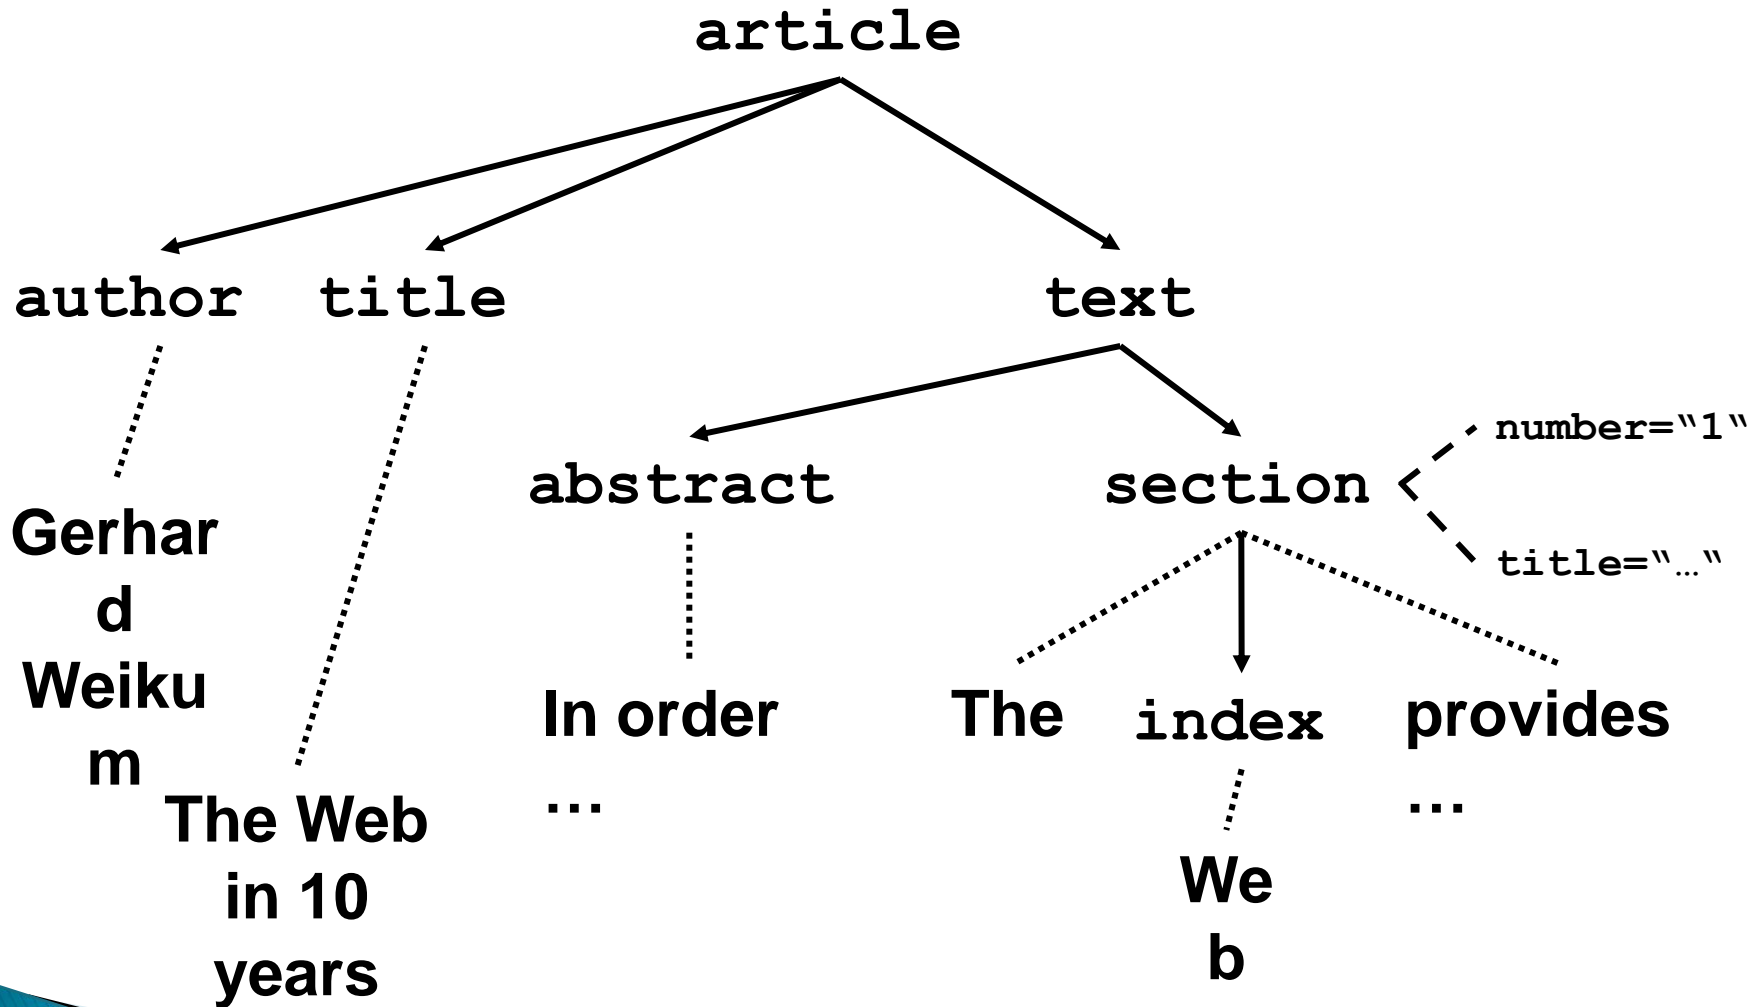 article
author title text
number=“1“
abstract section
title=“…“
Gerhar
d
Weiku
m
In order
…
The index provides
…
The Web
in 10
years
We
b